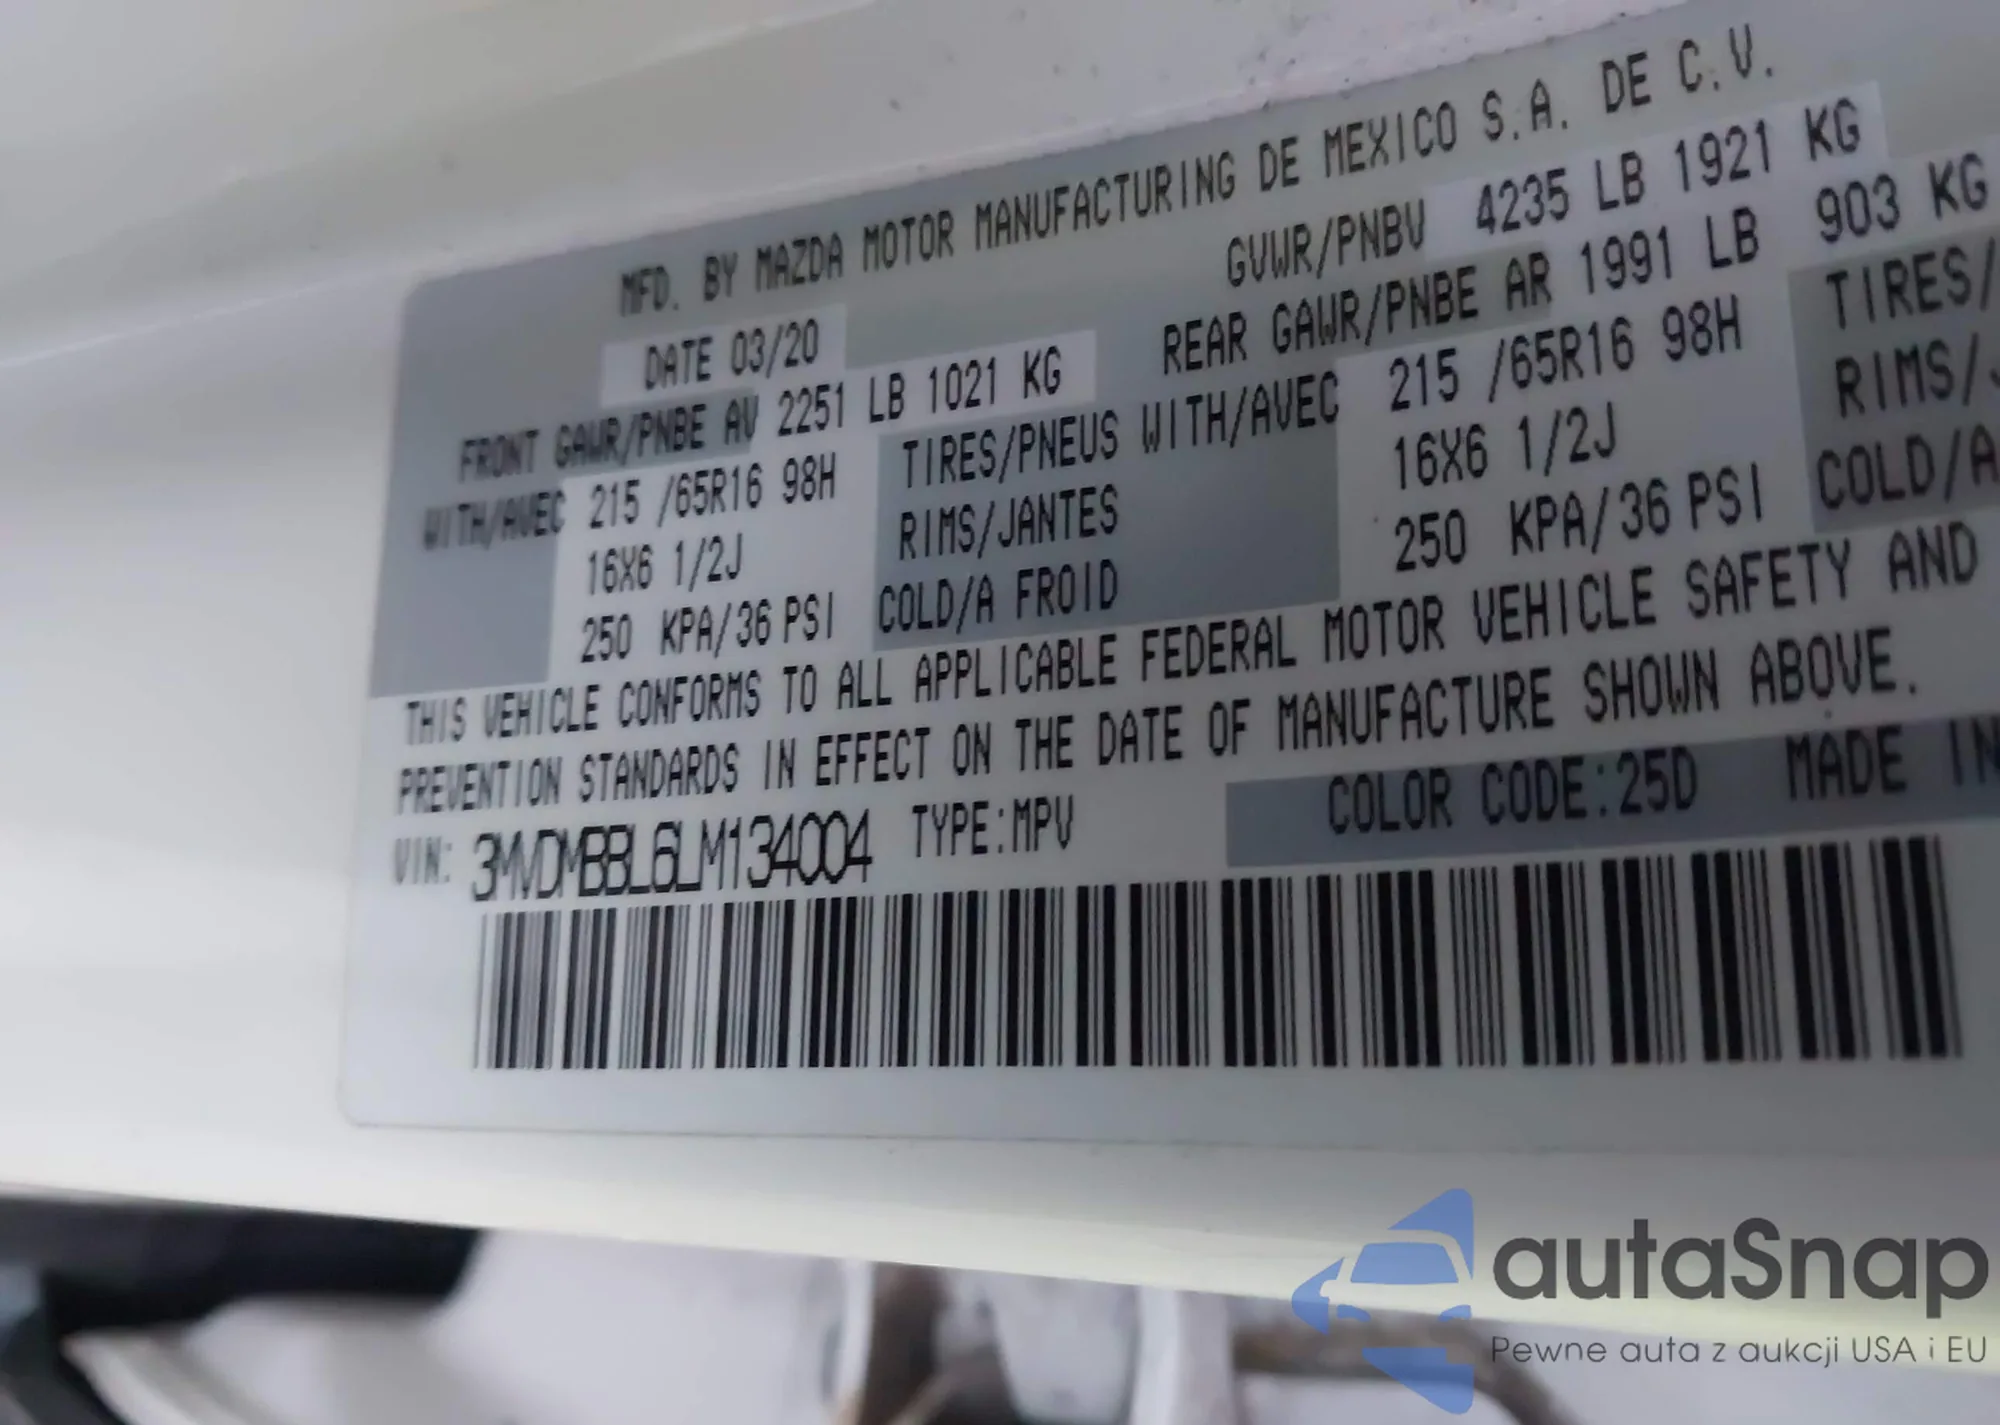 MFD. BY MAZDA MOTOR MANUFACTURING DE MEXICO S.A. DE C.V.
DATE 03/20 GVWR/PNBV 4235 LB 1921 KG
FRONT GAWR/PNBE AV 2251 LB 1021 KG REAR GAWR/PNBE AR 1991 LB 903 KG
WITH/AVEC 215 /65R16 98H TIRES/PNEUS WITH/AVEC 215 /65R16 98H TIRES/
16X6 1/2J RIMS/JANTES 16X6 1/2J RIMS/
250 KPA/36 PSI COLD/A FROID 250 KPA/36 PSI COLD/A
THIS VEHICLE CONFORMS TO ALL APPLICABLE FEDERAL MOTOR VEHICLE SAFETY AND
PREVENTION STANDARDS IN EFFECT ON THE DATE OF MANUFACTURE SHOWN ABOVE.
VIN: 3MVDMBBL6LM134004 TYPE:MPV COLOR CODE:25D MADE IN
autaSnap
Pewne auta z aukcji USA i EU